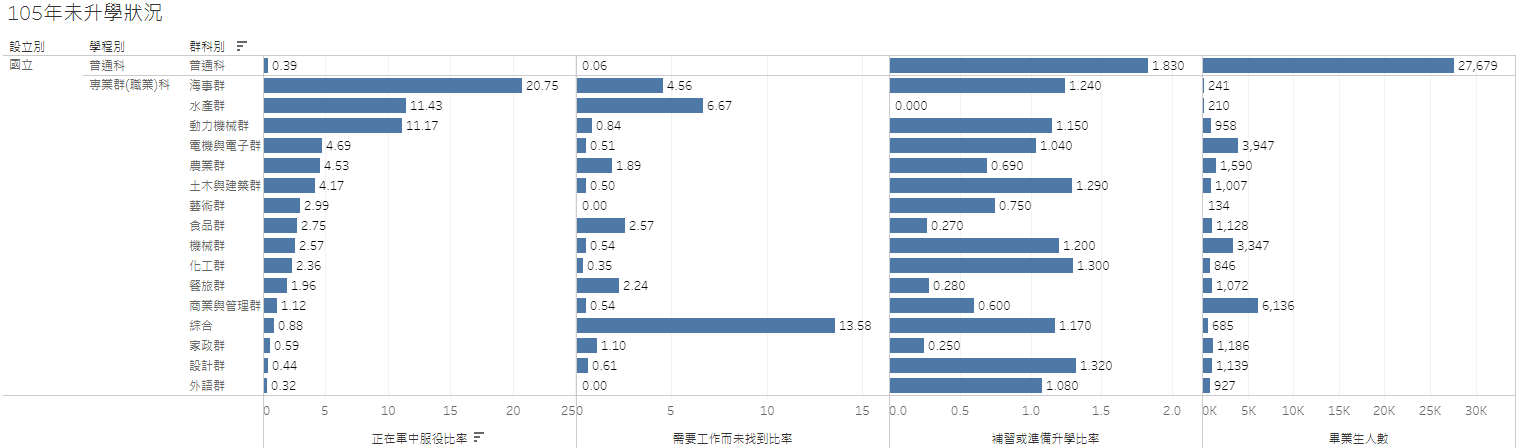 105年未升學狀況
設立別 學程別 群科別
國立 普通科 普通科 0.39 0.06 1.830 27,679
專業群(職業)科 海事群 20.75 4.56 1.240 241
水產群 11.43 6.67 0.000 210
動力機械群 11.17 0.84 1.150 958
電機與電子群 4.69 0.51 1.040 3,947
農業群 4.53 1.89 0.690 1,590
土木與建築群 4.17 0.50 1.290 1,007
藝術群 2.99 0.00 0.750 134
食品群 2.75 2.57 0.270 1,128
機械群 2.57 0.54 1.200 3,347
化工群 2.36 0.35 1.300 846
餐旅群 1.96 2.24 0.280 1,072
商業與管理群 1.12 0.54 0.600 6,136
綜合 0.88 13.58 1.170 685
家政群 0.59 1.10 0.250 1,186
設計群 0.44 0.61 1.320 1,139
外語群 0.32 0.00 1.080 927
0 5 10 15 20 25 0 5 10 15 0.0 0.5 1.0 1.5 2.0 0K 5K 10K 15K 20K 25K 30K
正在軍中服役比率 需要工作而未找到比率 補習或準備升學比率 畢業生人數